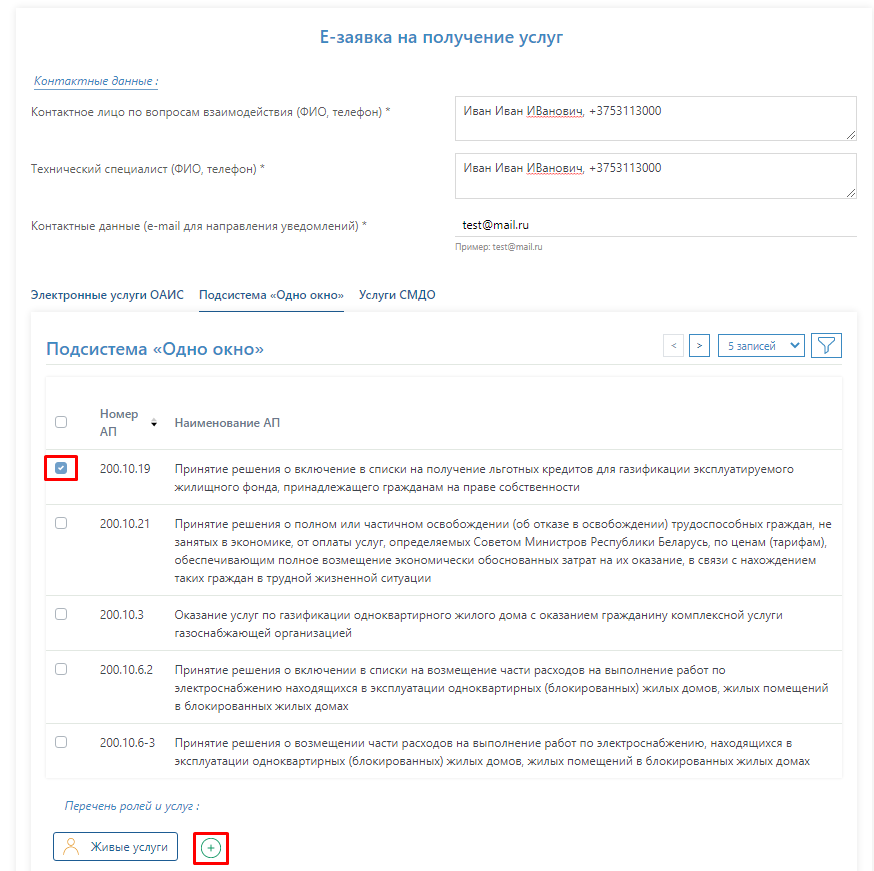 Е-заявка на получение услуг
Контактные данные :
Контактное лицо по вопросам взаимодействия (ФИО, телефон) *
Иван Иван ИВанович, +3753113000
Технический специалист (ФИО, телефон) *
Иван Иван ИВанович, +3753113000
Контактные данные (e-mail для направления уведомлений) *
test@mail.ru
Пример: test@mail.ru
Электронные услуги ОАИС Подсистема «Одно окно» Услуги СМДО
Подсистема «Одно окно»
< > 5 записей
Номер АП Наименование АП
200.10.19 Принятие решения о включение в списки на получение льготных кредитов для газификации эксплуатируемого
жилищного фонда, принадлежащего гражданам на праве собственности
200.10.21 Принятие решения о полном или частичном освобождении (об отказе в освобождении) трудоспособных граждан, не
занятых в экономике, от оплаты услуг, определяемых Советом Министров Республики Беларусь, по ценам (тарифам),
обеспечивающим полное возмещение экономически обоснованных затрат на их оказание, в связи с нахождением
таких граждан в трудной жизненной ситуации
200.10.3 Оказание услуг по газификации одноквартирного жилого дома с оказанием гражданину комплексной услуги
газоснабжающей организацией
200.10.6.2 Принятие решения о включении в списки на возмещение части расходов на выполнение работ по
электроснабжению находящихся в эксплуатации одноквартирных (блокированных) жилых домов, жилых помещений
в блокированных жилых домах
200.10.6-3 Принятие решения о возмещении части расходов на выполнение работ по электроснабжению, находящихся в
эксплуатации одноквартирных (блокированных) жилых домов, жилых помещений в блокированных жилых домах
Перечень ролей и услуг :
Живые услуги